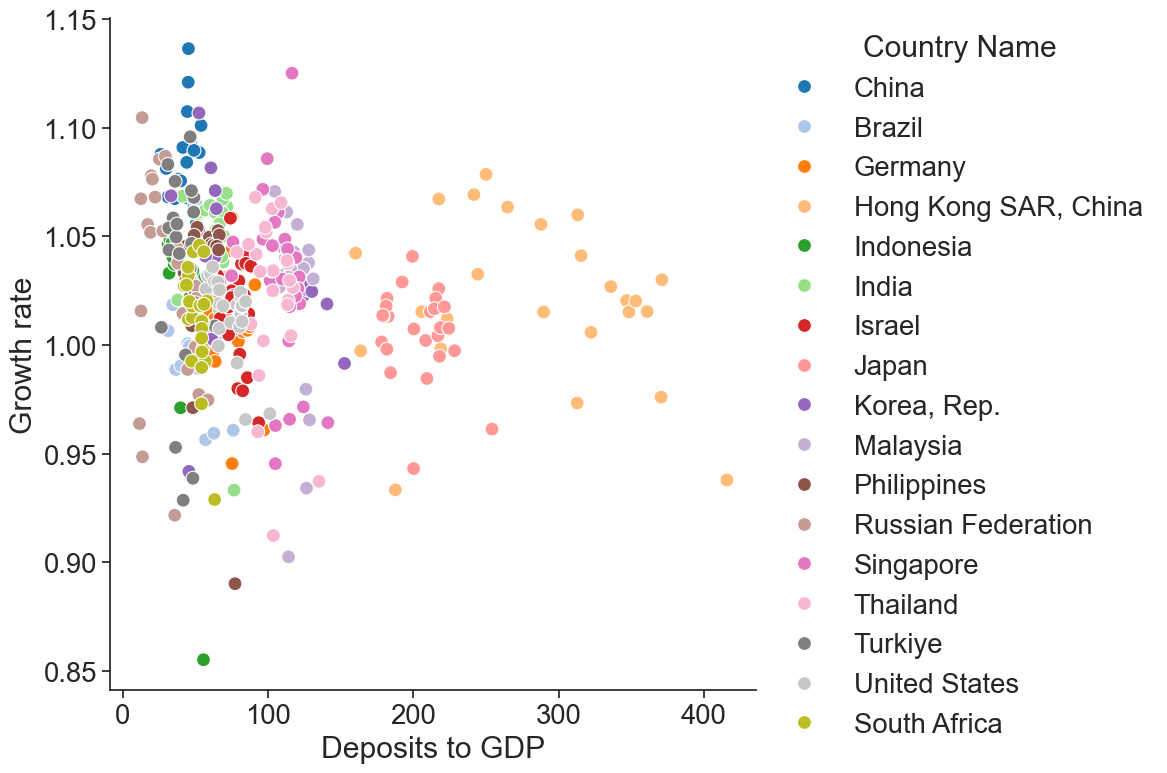 1.15
1.10
1.05
1.00
0.95
0.90
0.85
Growth rate
0
100
200
300
400
Deposits to GDP
Country Name
China
Brazil
Germany
Hong Kong SAR, China
Indonesia
India
Israel
Japan
Korea, Rep.
Malaysia
Philippines
Russian Federation
Singapore
Thailand
Turkiye
United States
South Africa